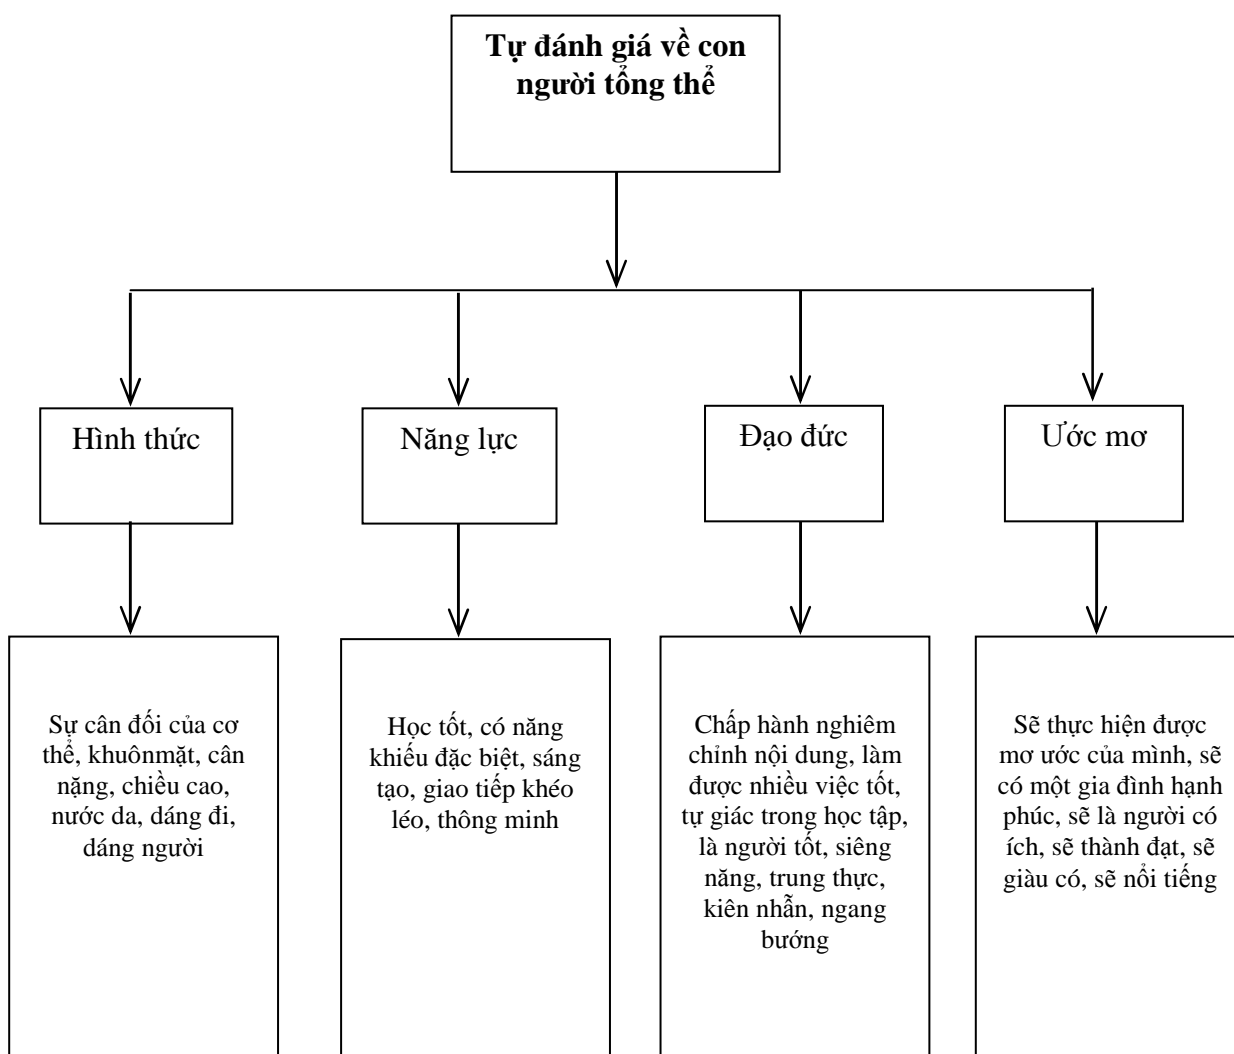 Tự đánh giá về con
người tổng thể
Hình thức
Năng lực
Đạo đức
Ước mơ
Sự cân đối của cơ
thể, khuônmặt, cân
nặng, chiều cao,
nước da, dáng đi,
dáng người
Học tốt, có năng
khiếu đặc biệt, sáng
tạo, giao tiếp khéo
léo, thông minh
Chấp hành nghiêm
chỉnh nội dung, làm
được nhiều việc tốt,
tự giác trong học tập,
là người tốt, siêng
năng, trung thực,
kiên nhẫn, ngang
bướng
Sẽ thực hiện được
mơ ước của mình, sẽ
có một gia đình hạnh
phúc, sẽ là người có
ích, sẽ thành đạt, sẽ
giàu có, sẽ nổi tiếng